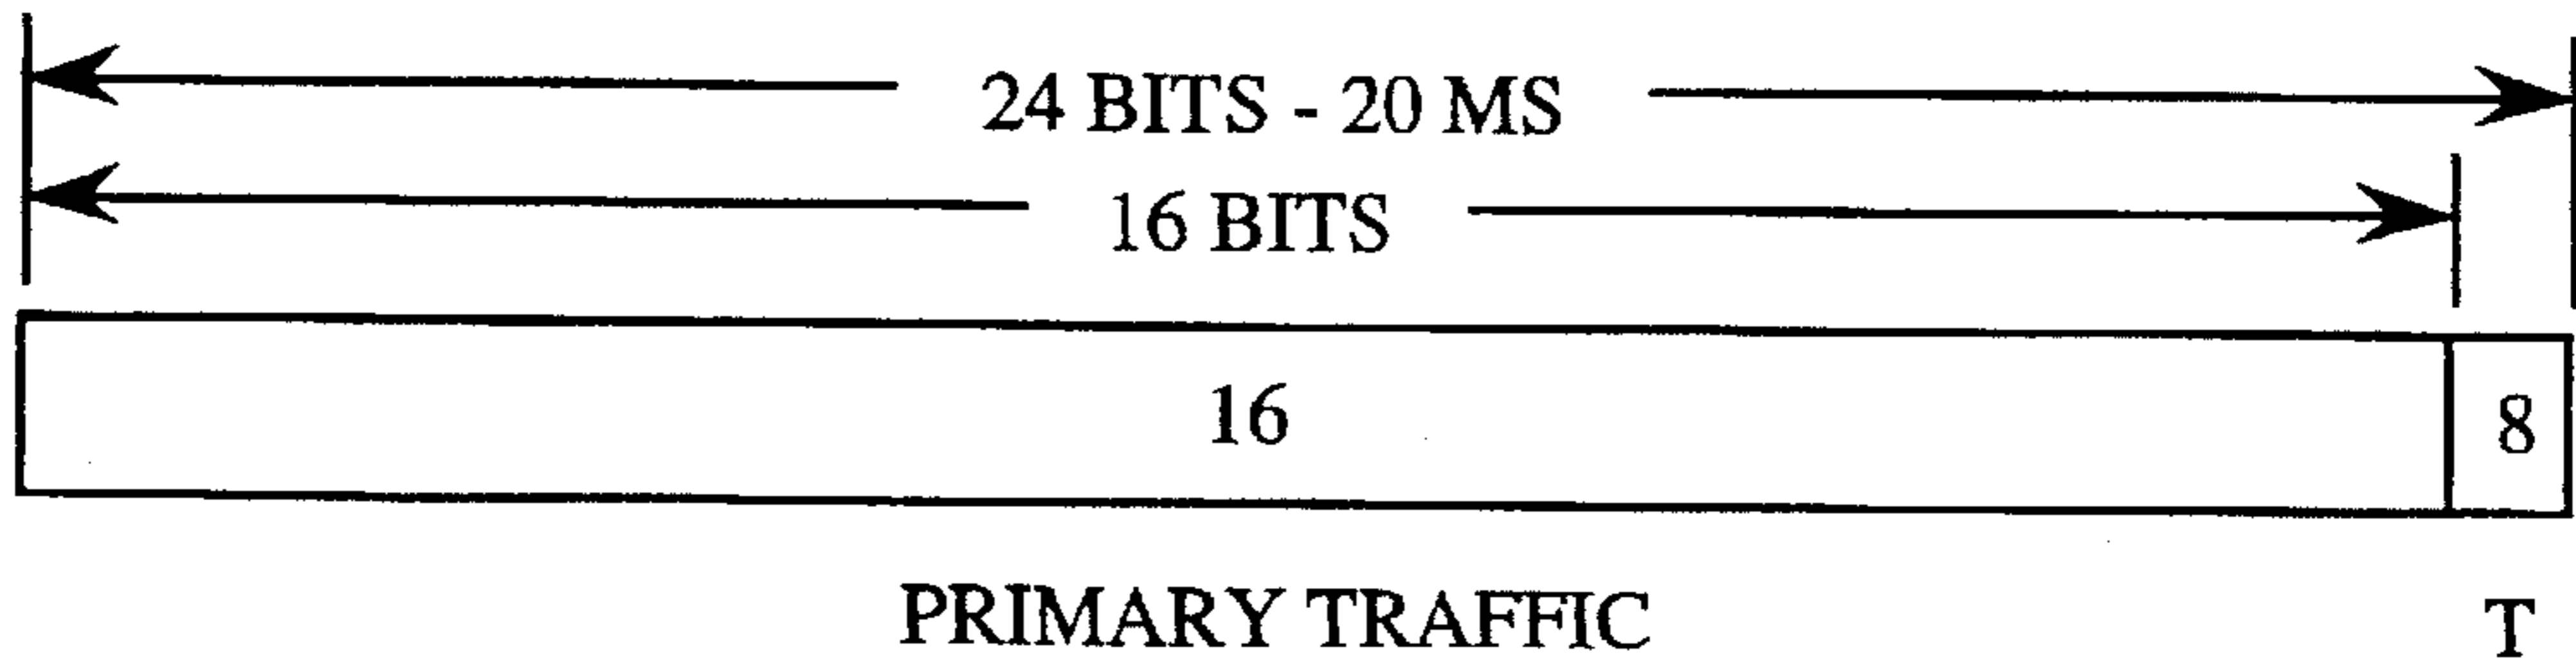 24 BITS - 20 MS
16 BITS
16 8
PRIMARY TRAFFIC T